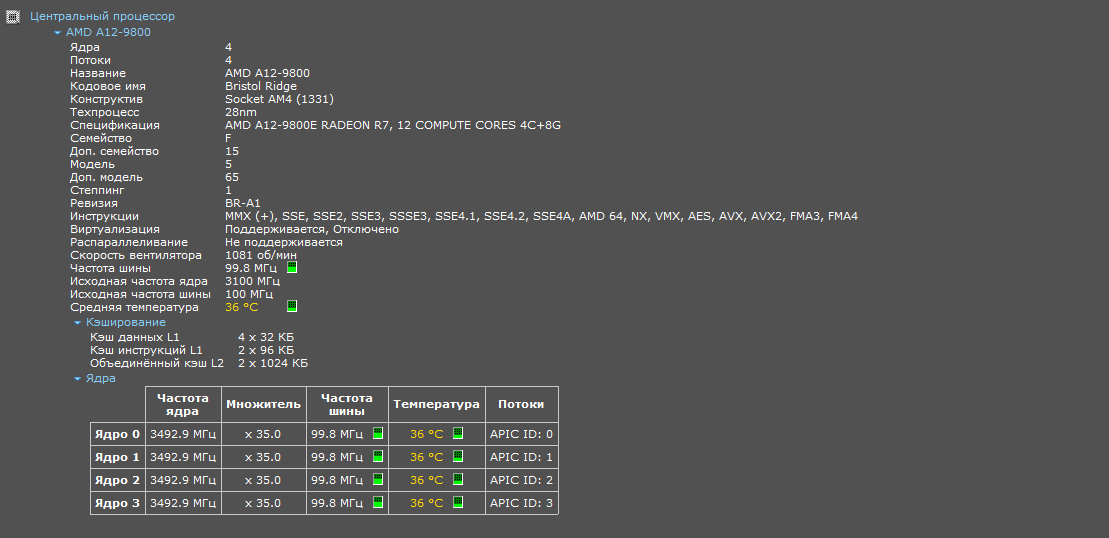 Центральный процессор
AMD A12-9800
Ядра 4
Потоки 4
Название AMD A12-9800
Кодовое имя Bristol Ridge
Конструктив Socket AM4 (1331)
Техпроцесс 28nm
Спецификация AMD A12-9800E RADEON R7, 12 COMPUTE CORES 4C+8G
Семейство F
Доп. семейство 15
Модель 5
Доп. модель 65
Степпинг 1
Ревизия BR-A1
Инструкции MMX (+), SSE, SSE2, SSE3, SSSE3, SSE4.1, SSE4.2, SSE4A, AMD 64, NX, VMX, AES, AVX, AVX2, FMA3, FMA4
Виртуализация Поддерживается, Отключено
Распараллеливание Не поддерживается
Скорость вентилятора 1081 об/мин
Частота шины 99.8 МГц
Исходная частота ядра 3100 МГц
Исходная частота шины 100 МГц
Средняя температура 36 °C
Кэширование
Кэш данных L1 4 x 32 КБ
Кэш инструкций L1 2 x 96 КБ
Объединённый кэш L2 2 x 1024 КБ
Ядра
Частота ядра Множитель Частота шины Температура Потоки
Ядро 0 3492.9 МГц x 35.0 99.8 МГц 36 °C APIC ID: 0
Ядро 1 3492.9 МГц x 35.0 99.8 МГц 36 °C APIC ID: 1
Ядро 2 3492.9 МГц x 35.0 99.8 МГц 36 °C APIC ID: 2
Ядро 3 3492.9 МГц x 35.0 99.8 МГц 36 °C APIC ID: 3